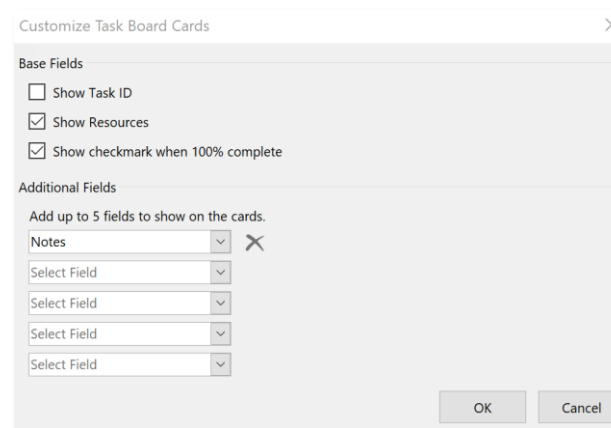 Customize Task Board Cards
Base Fields
Show Task ID
Show Resources
Show checkmark when 100% complete
Additional Fields
Add up to 5 fields to show on the cards.
Notes
Select Field
Select Field
Select Field
Select Field
OK Cancel